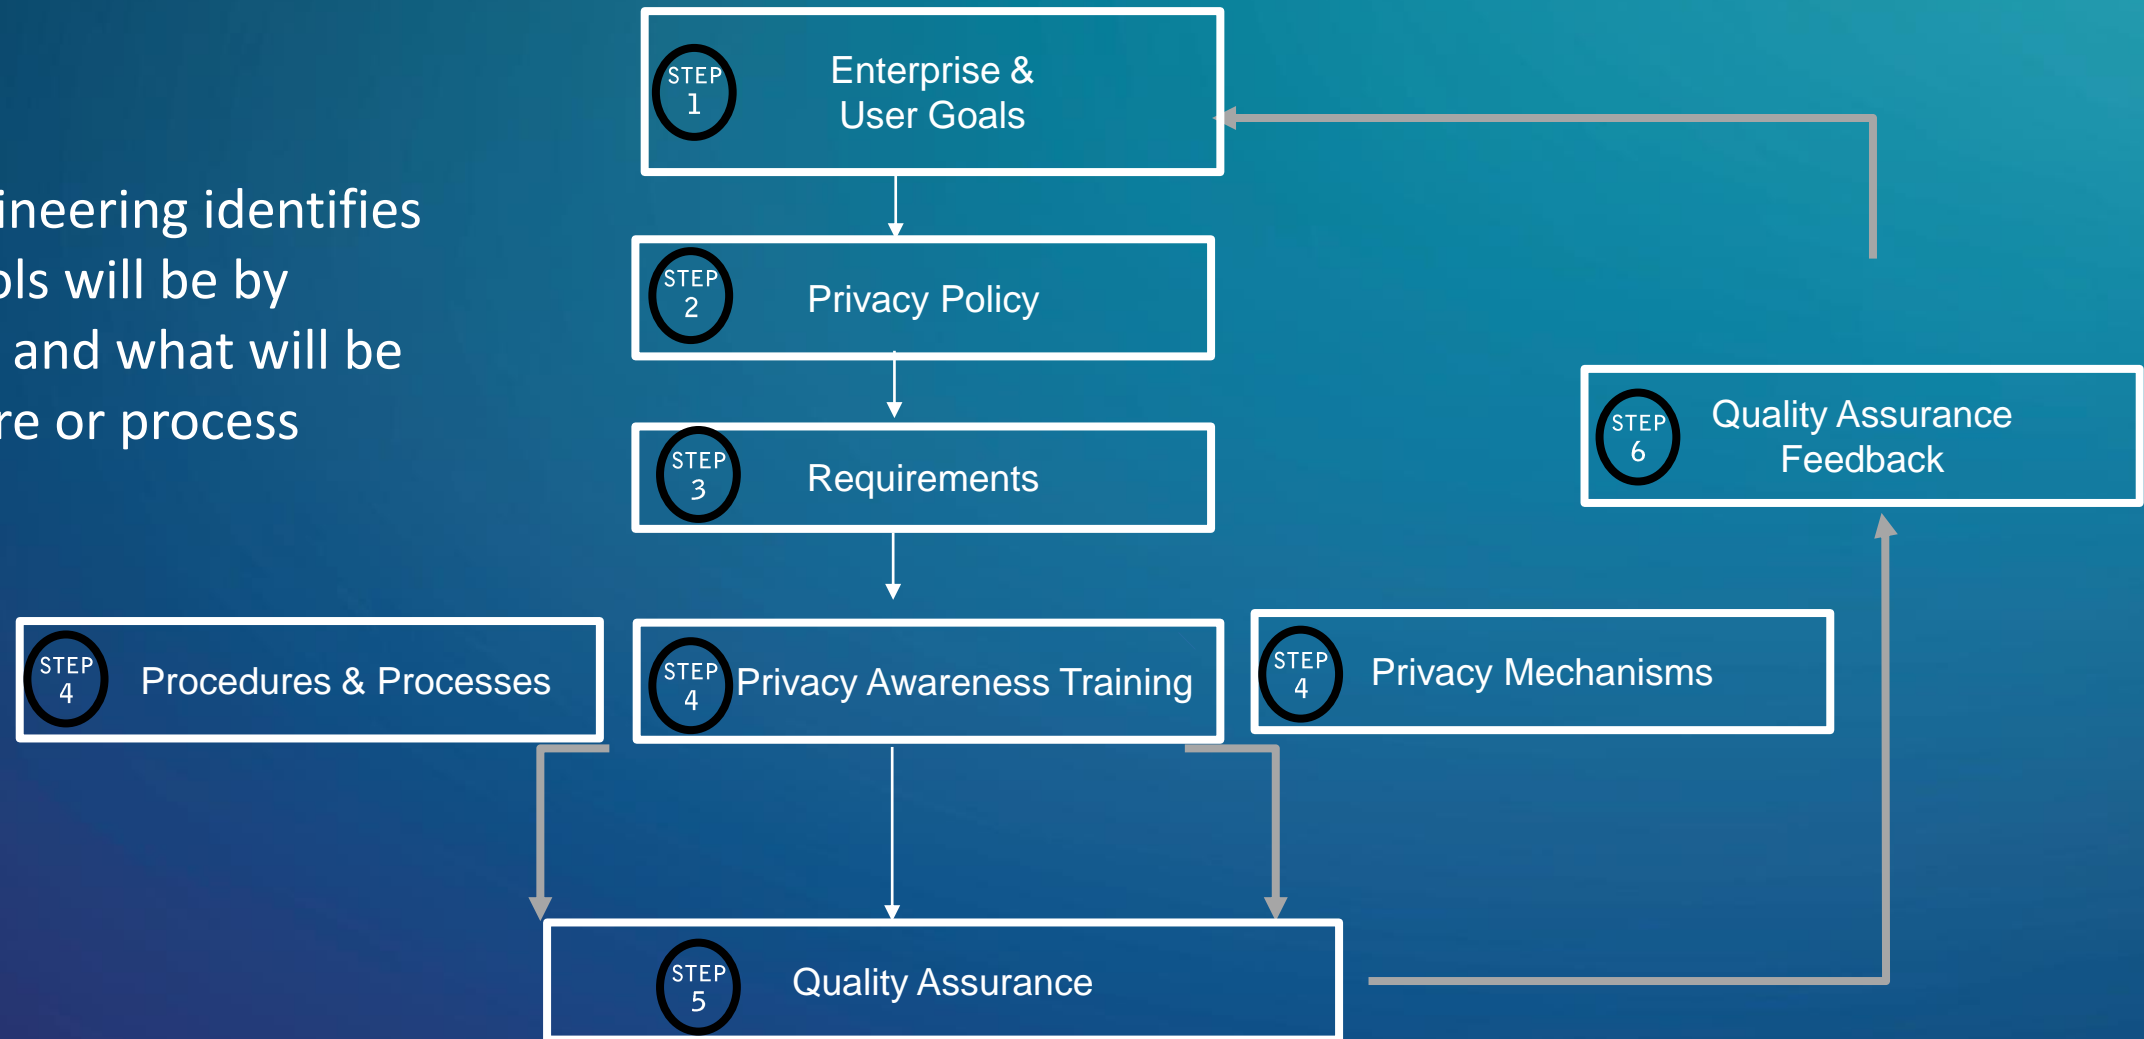 STEP
1
Enterprise &
User Goals
ineering identifies
ols will be by
and what will be
re or process
STEP
2
Privacy Policy
STEP
3
Requirements
STEP
6
Quality Assurance
Feedback
STEP
4
Procedures & Processes
STEP
4
Privacy Awareness Training
STEP
4
Privacy Mechanisms
STEP
5
Quality Assurance